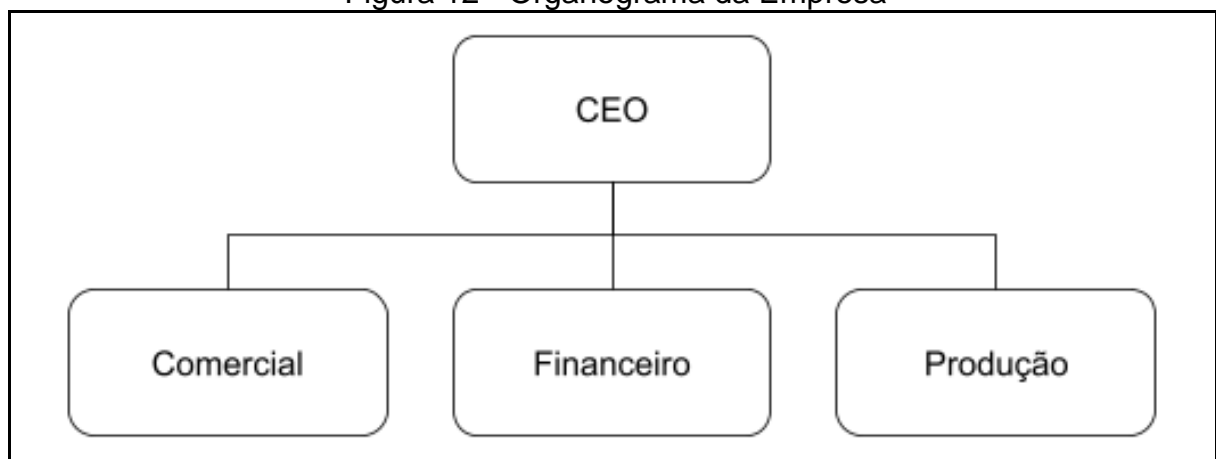 Figura 12 - Organograma da Empresa
CEO
Comercial
Financeiro
Produção